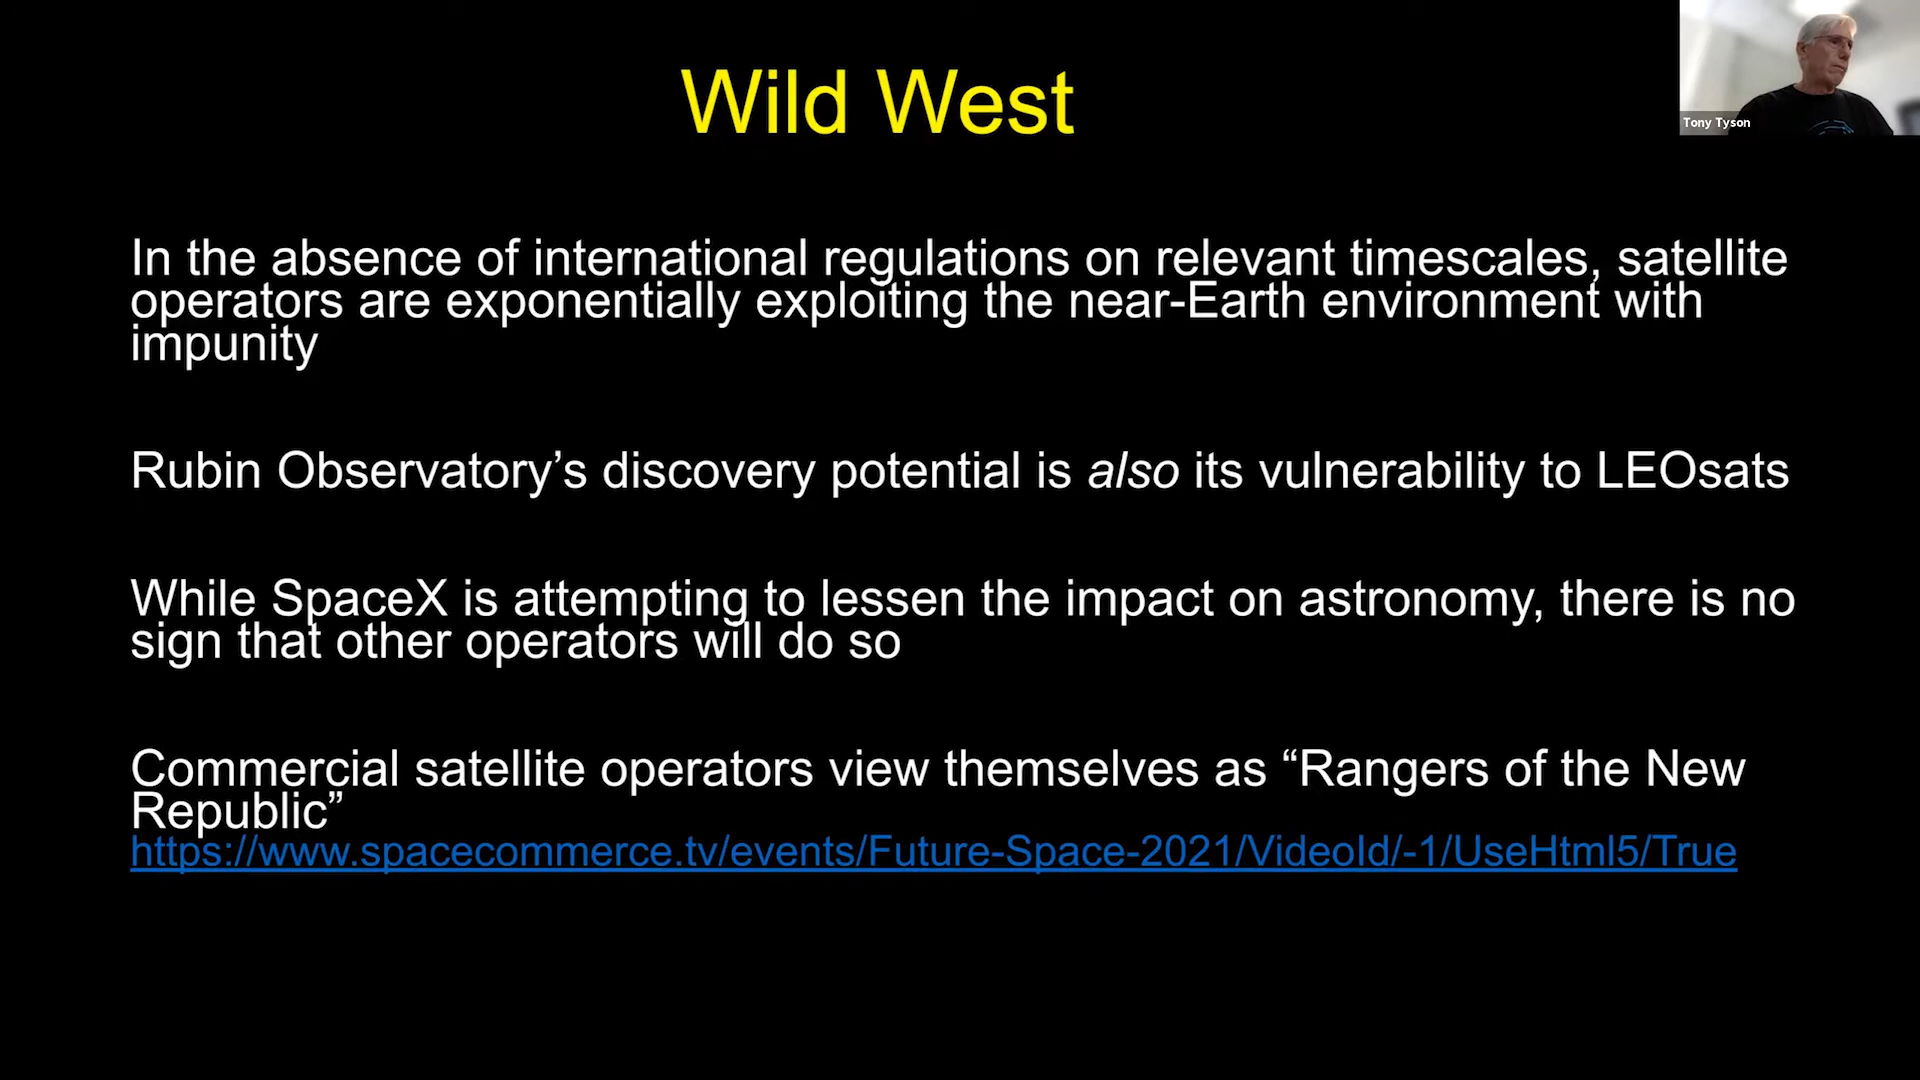 Wild West
Tony Tyson
In the absence of international regulations on relevant timescales, satellite
operators are exponentially exploiting the near-Earth environment with
impunity
Rubin Observatory’s discovery potential is also its vulnerability to LEOsats
While SpaceX is attempting to lessen the impact on astronomy, there is no
sign that other operators will do so
Commercial satellite operators view themselves as “Rangers of the New
Republic”
https://www.spacecommerce.tv/events/Future-Space-2021/VideoId/-1/UseHtml5/True